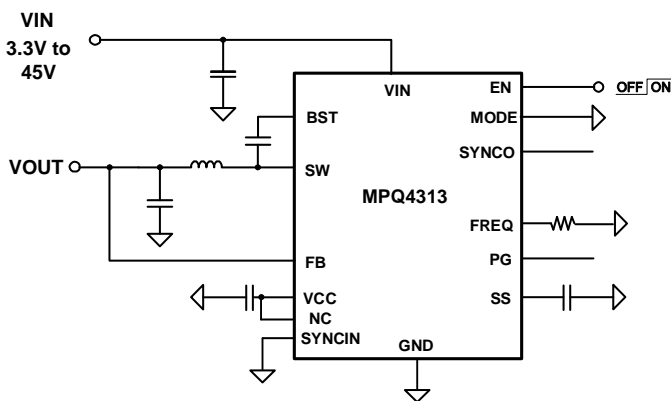 VIN
3.3V to
45V
VIN
EN
OFF ON
BST
MODE
SYNCO
VOUT
SW
MPQ4313
FREQ
FB
PG
VCC
SS
NC
SYNCIN
GND